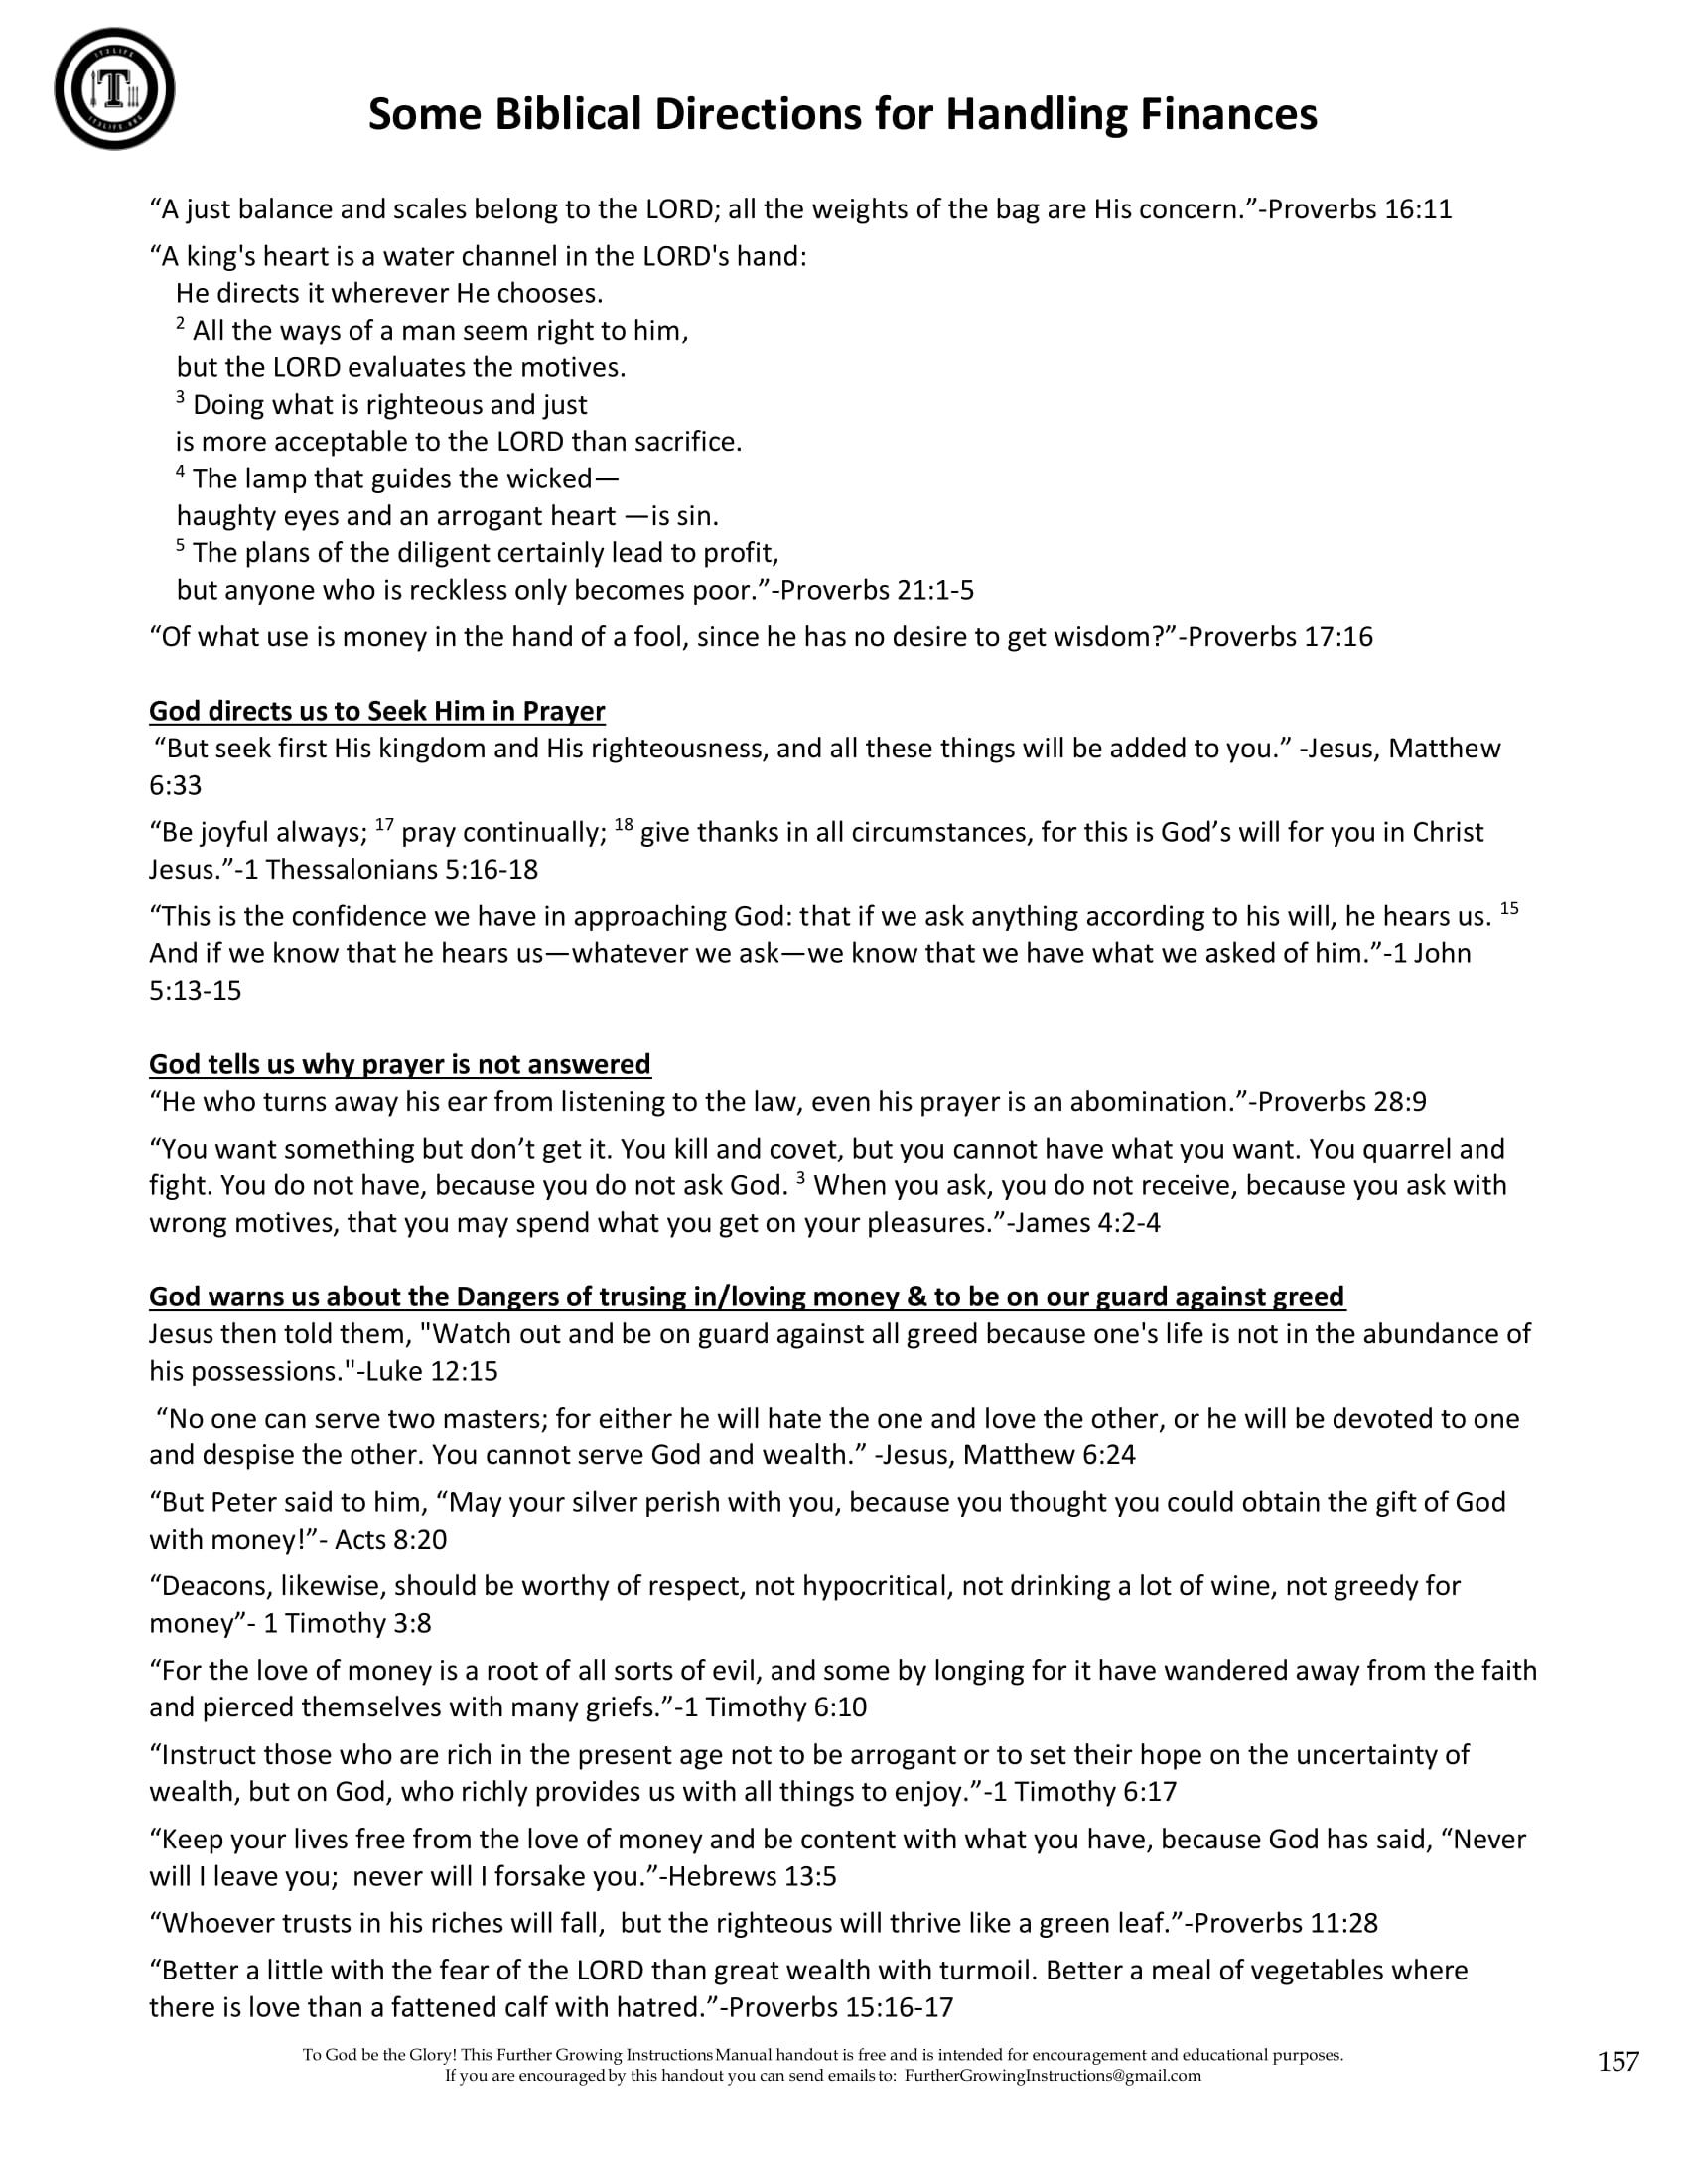 T3LIFE
T
T3LIFE.ORG
Some Biblical Directions for Handling Finances
“A just balance and scales belong to the LORD; all the weights of the bag are His concern.”-Proverbs 16:11
“A king's heart is a water channel in the LORD's hand:
He directs it wherever He chooses.
2 All the ways of a man seem right to him,
but the LORD evaluates the motives.
3 Doing what is righteous and just
is more acceptable to the LORD than sacrifice.
4 The lamp that guides the wicked—
haughty eyes and an arrogant heart —is sin.
5 The plans of the diligent certainly lead to profit,
but anyone who is reckless only becomes poor.”-Proverbs 21:1-5
“Of what use is money in the hand of a fool, since he has no desire to get wisdom?”-Proverbs 17:16
God directs us to Seek Him in Prayer
“But seek first His kingdom and His righteousness, and all these things will be added to you.” -Jesus, Matthew
6:33
“Be joyful always; 17 pray continually; 18 give thanks in all circumstances, for this is God’s will for you in Christ
Jesus.”-1 Thessalonians 5:16-18
“This is the confidence we have in approaching God: that if we ask anything according to his will, he hears us. 15
And if we know that he hears us—whatever we ask—we know that we have what we asked of him.”-1 John
5:13-15
God tells us why prayer is not answered
“He who turns away his ear from listening to the law, even his prayer is an abomination.”-Proverbs 28:9
“You want something but don’t get it. You kill and covet, but you cannot have what you want. You quarrel and
fight. You do not have, because you do not ask God. 3 When you ask, you do not receive, because you ask with
wrong motives, that you may spend what you get on your pleasures.”-James 4:2-4
God warns us about the Dangers of trusing in/loving money & to be on our guard against greed
Jesus then told them, "Watch out and be on guard against all greed because one's life is not in the abundance of
his possessions."-Luke 12:15
“No one can serve two masters; for either he will hate the one and love the other, or he will be devoted to one
and despise the other. You cannot serve God and wealth.” -Jesus, Matthew 6:24
“But Peter said to him, “May your silver perish with you, because you thought you could obtain the gift of God
with money!”- Acts 8:20
“Deacons, likewise, should be worthy of respect, not hypocritical, not drinking a lot of wine, not greedy for
money”- 1 Timothy 3:8
“For the love of money is a root of all sorts of evil, and some by longing for it have wandered away from the faith
and pierced themselves with many griefs.”-1 Timothy 6:10
“Instruct those who are rich in the present age not to be arrogant or to set their hope on the uncertainty of
wealth, but on God, who richly provides us with all things to enjoy.”-1 Timothy 6:17
“Keep your lives free from the love of money and be content with what you have, because God has said, “Never
will I leave you;  never will I forsake you.”-Hebrews 13:5
“Whoever trusts in his riches will fall,  but the righteous will thrive like a green leaf.”-Proverbs 11:28
“Better a little with the fear of the LORD than great wealth with turmoil. Better a meal of vegetables where
there is love than a fattened calf with hatred.”-Proverbs 15:16-17
To God be the Glory! This Further Growing Instructions Manual handout is free and is intended for encouragement and educational purposes.
If you are encouraged by this handout you can send emails to:  FurtherGrowingInstructions@gmail.com
157